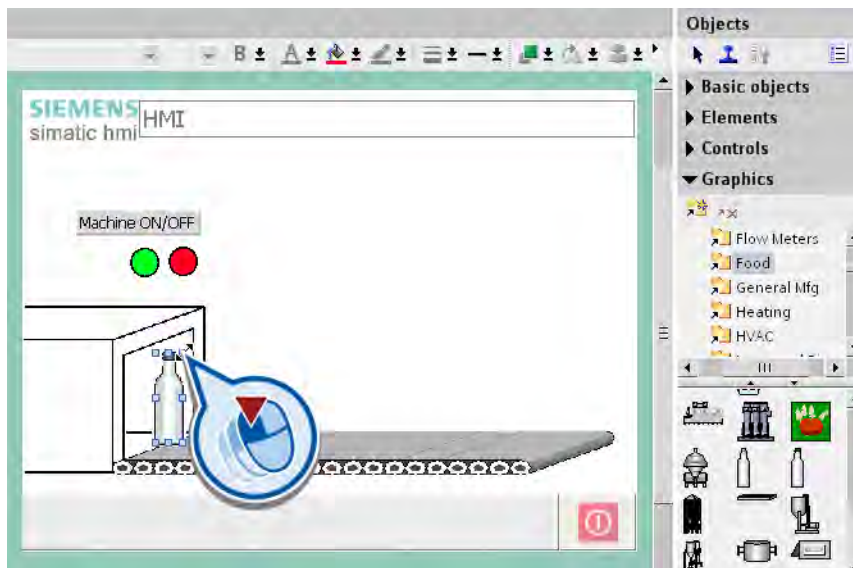 Objects
B A
Basic objects
SIEMENS
simatic hmi
HMI
Elements
Controls
Graphics
Machine ON/OFF
Flow Meters
Food
General Mfg
Heating
HVAC